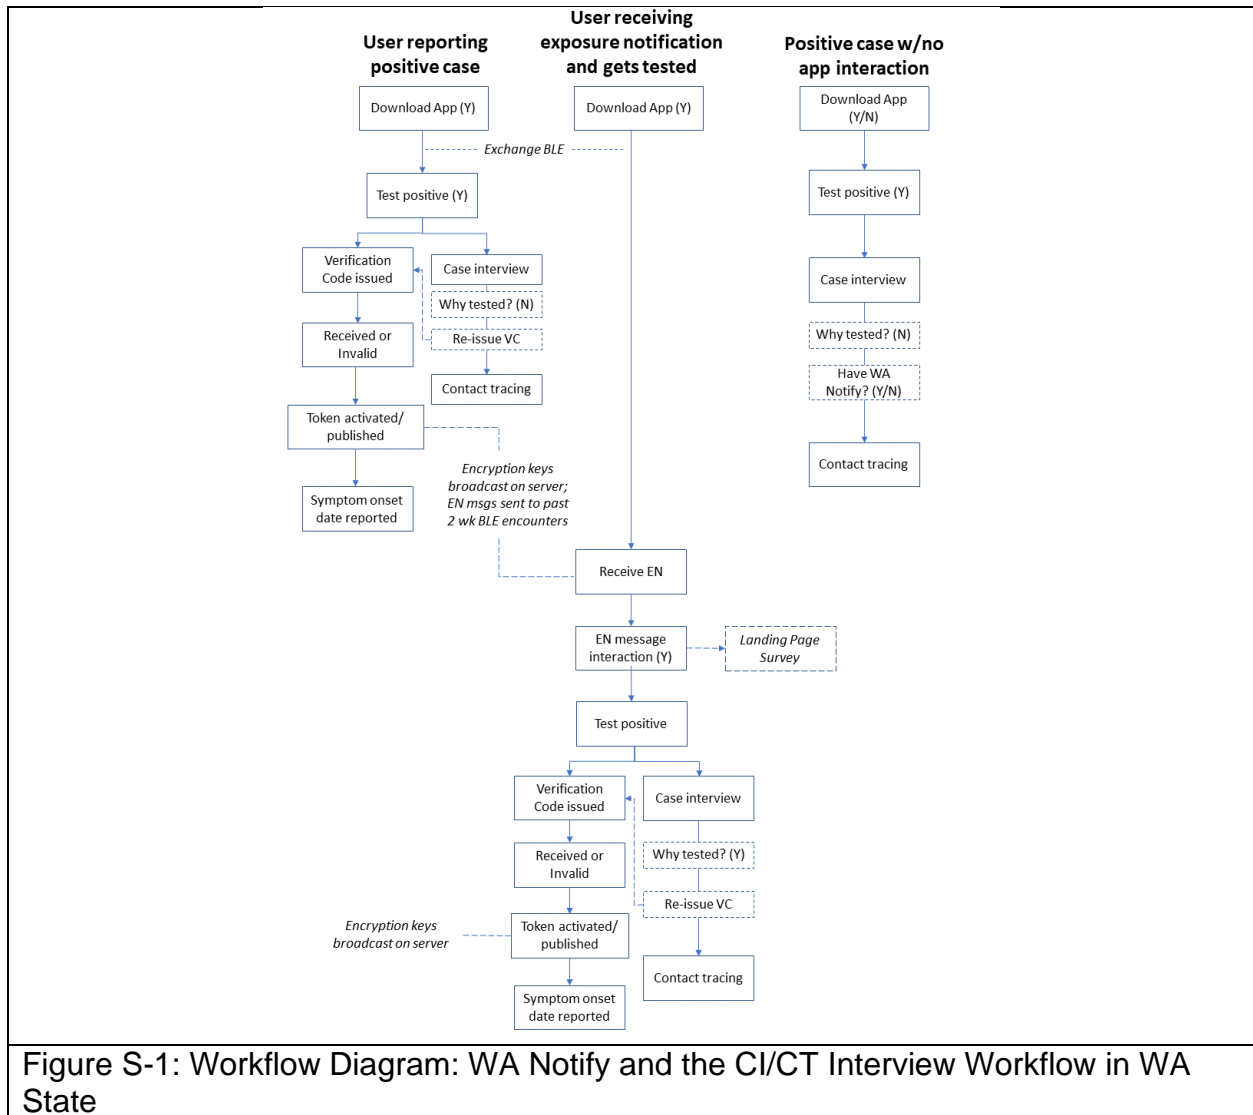 User reporting
positive case
User receiving
exposure notification
and gets tested
Positive case w/no
app interaction
Download App (Y)
Download App (Y)
Download App
(Y/N)
Exchange BLE
Test positive (Y)
Test positive (Y)
Verification
Code issued
Case interview
Case interview
Why tested? (N)
Received or
Invalid
Re-issue VC
Why tested? (N)
Have WA
Notify? (Y/N)
Contact tracing
Token activated/
published
Contact tracing
Encryption keys
broadcast on server;
EN msgs sent to past
2 wk BLE encounters
Symptom onset
date reported
Receive EN
EN message
interaction (Y)
Landing Page
Survey
Test positive
Verification
Code issued
Case interview
Received or
Invalid
Why tested? (Y)
Re-issue VC
Encryption keys
broadcast on server
Token activated/
published
Contact tracing
Symptom onset
date reported
Figure S-1: Workflow Diagram: WA Notify and the CI/CT Interview Workflow in WA
State